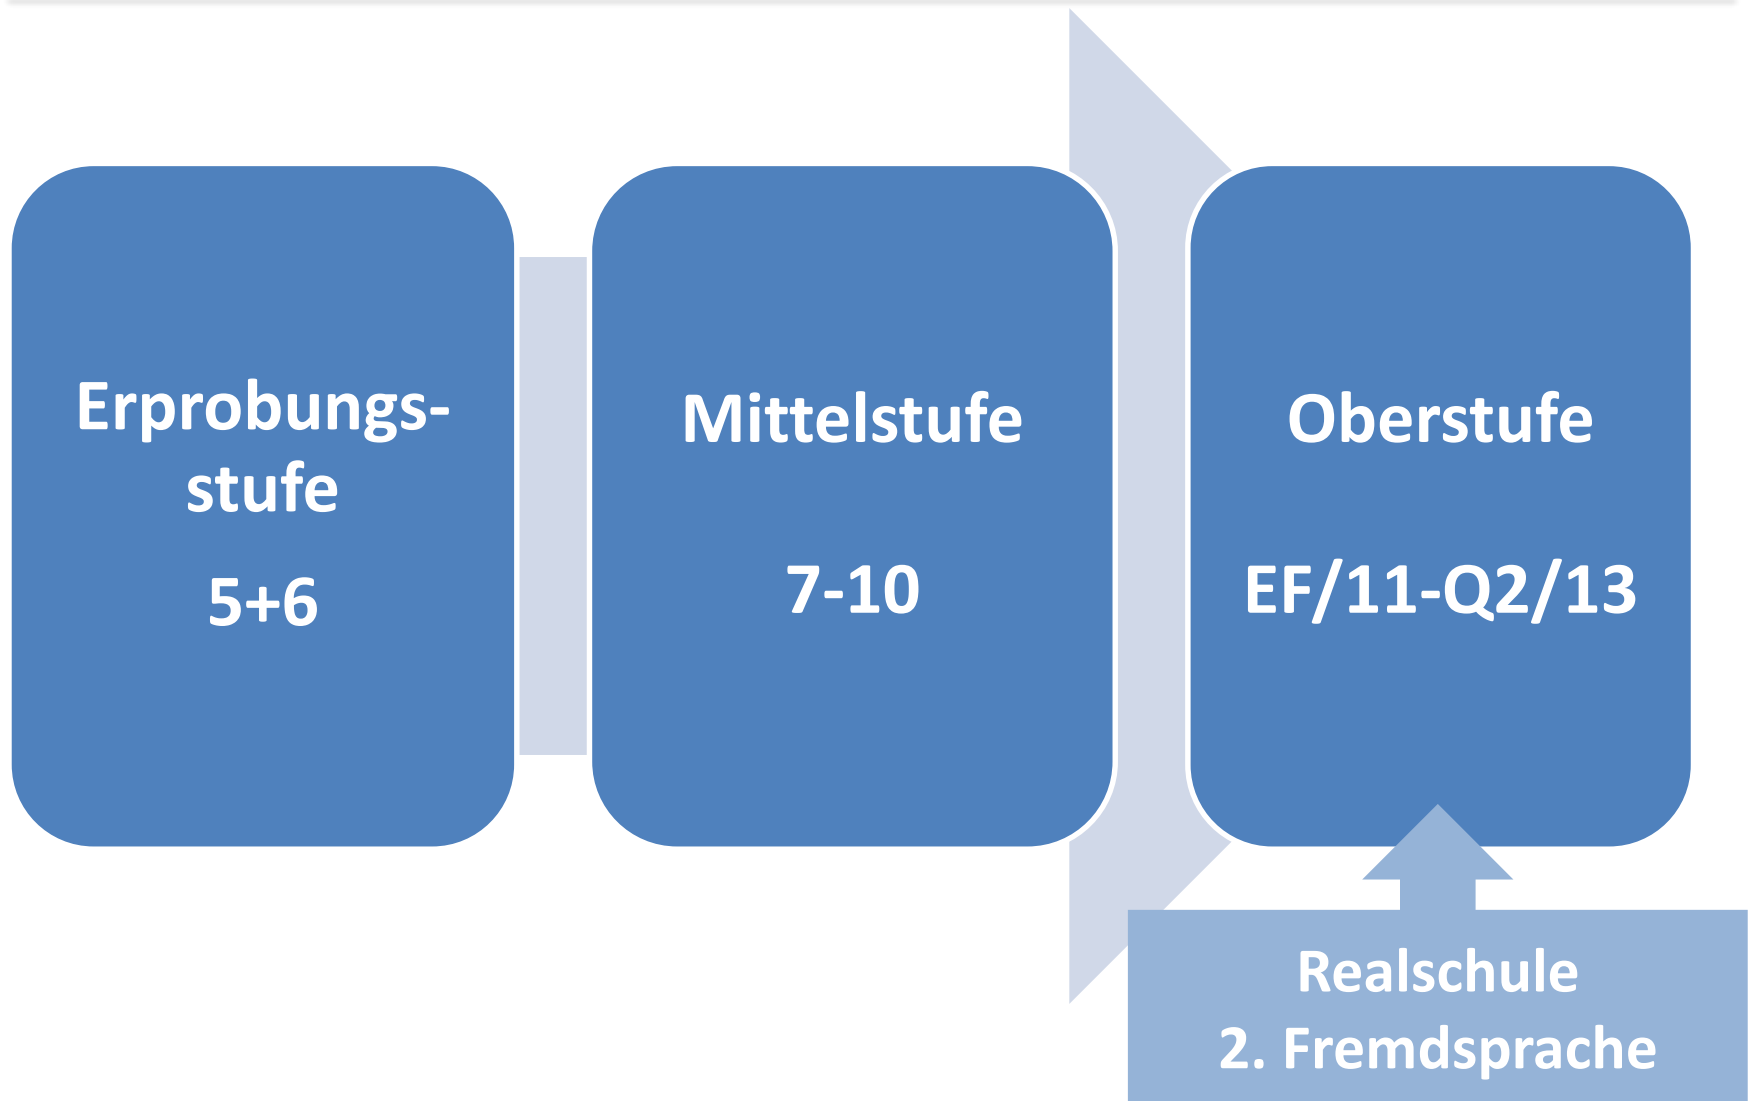 Erprobungs-
stufe
5+6
Mittelstufe
7-10
Oberstufe
EF/11-Q2/13
Realschule
2. Fremdsprache